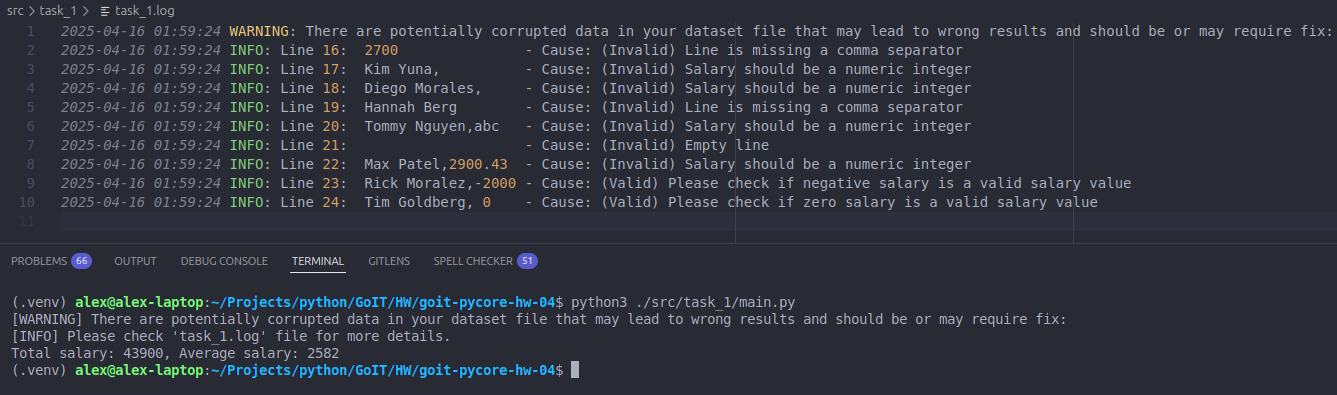 src > task_1 > task_1.log
1 2025-04-16 01:59:24 WARNING: There are potentially corrupted data in your dataset file that may lead to wrong results and should be or may require fix:
2 2025-04-16 01:59:24 INFO: Line 16:  2700               - Cause: (Invalid) Line is missing a comma separator
3 2025-04-16 01:59:24 INFO: Line 17:  Kim Yuna,          - Cause: (Invalid) Salary should be a numeric integer
4 2025-04-16 01:59:24 INFO: Line 18:  Diego Morales,     - Cause: (Invalid) Salary should be a numeric integer
5 2025-04-16 01:59:24 INFO: Line 19:  Hannah Berg        - Cause: (Invalid) Line is missing a comma separator
6 2025-04-16 01:59:24 INFO: Line 20:  Tommy Nguyen,abc   - Cause: (Invalid) Salary should be a numeric integer
7 2025-04-16 01:59:24 INFO: Line 21:                     - Cause: (Invalid) Empty line
8 2025-04-16 01:59:24 INFO: Line 22:  Max Patel,2900.43  - Cause: (Invalid) Salary should be a numeric integer
9 2025-04-16 01:59:24 INFO: Line 23:  Rick Moralez,-2000 - Cause: (Valid) Please check if negative salary is a valid salary value
10 2025-04-16 01:59:24 INFO: Line 24:  Tim Goldberg, 0    - Cause: (Valid) Please check if zero salary is a valid salary value
11
PROBLEMS 66 OUTPUT DEBUG CONSOLE TERMINAL GITLENS SPELL CHECKER 51
(.venv) alex@alex-laptop:~/Projects/python/GoIT/HW/goit-pycore-hw-04$ python3 ./src/task_1/main.py
[WARNING] There are potentially corrupted data in your dataset file that may lead to wrong results and should be or may require fix:
[INFO] Please check 'task_1.log' file for more details.
Total salary: 43900, Average salary: 2582
(.venv) alex@alex-laptop:~/Projects/python/GoIT/HW/goit-pycore-hw-04$